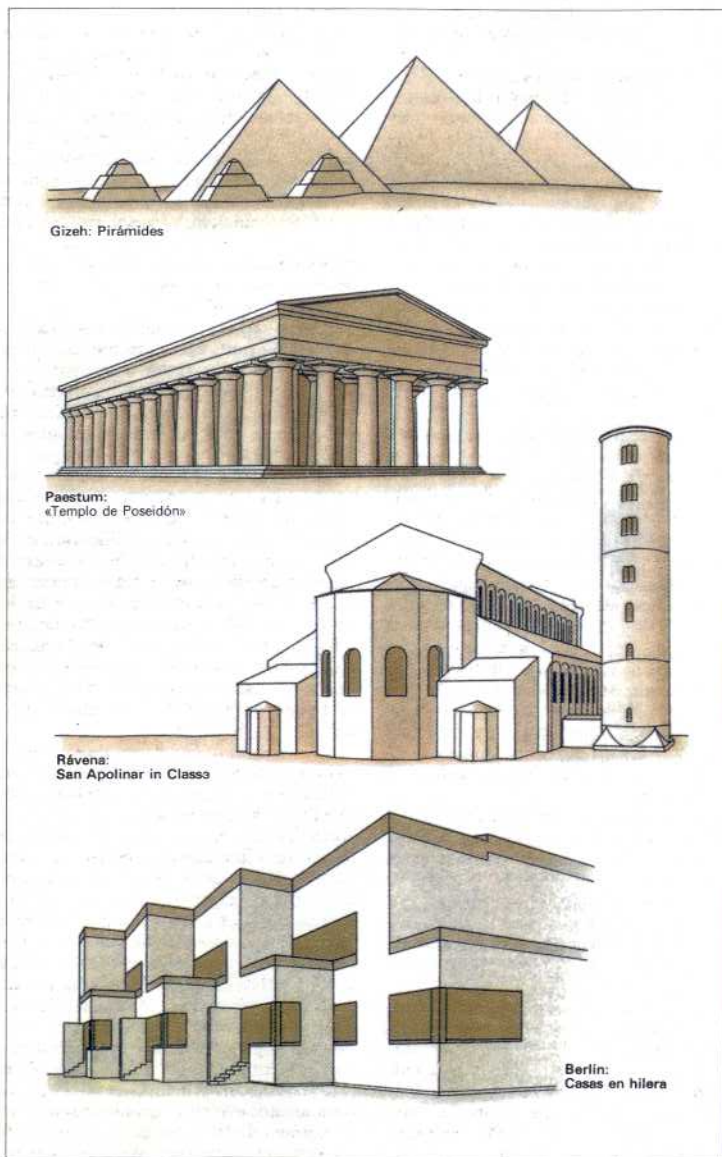 Gizeh: Pirámides
Paestum:
«Templo de Poseidón»
Rávena:
San Apolinar in Classe
Berlín:
Casas en hilera